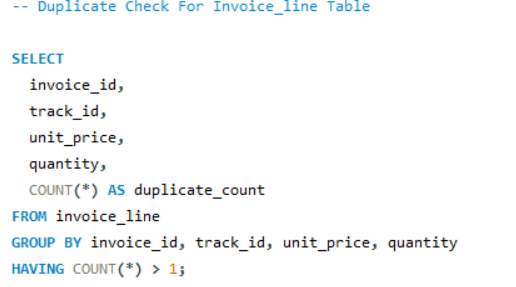 -- Duplicate Check For Invoice_line Table
SELECT
invoice_id,
track_id,
unit_price,
quantity,
COUNT(*) AS duplicate_count
FROM invoice_line
GROUP BY invoice_id, track_id, unit_price, quantity
HAVING COUNT(*) > 1;